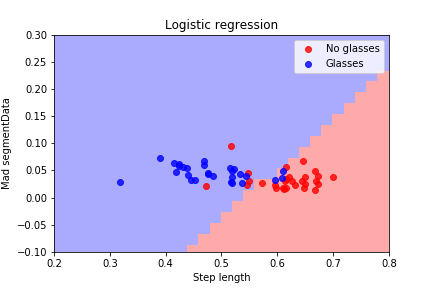 Logistic regression
0.30
0.25
0.20
0.15
0.10
0.05
0.00
−0.05
−0.10
No glasses
Glasses
Mad segmentData
0.2 0.3 0.4 0.5 0.6 0.7 0.8
Step length